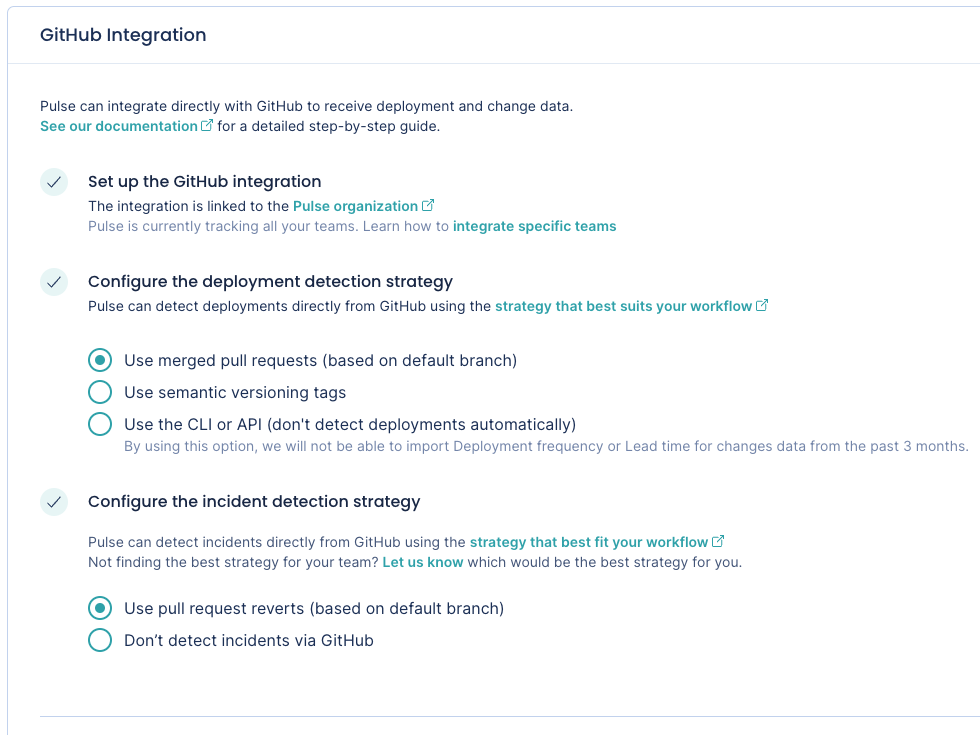 GitHub Integration
Pulse can integrate directly with GitHub to receive deployment and change data.
See our documentation for a detailed step-by-step guide.
Set up the GitHub integration
The integration is linked to the Pulse organization
Pulse is currently tracking all your teams. Learn how to integrate specific teams
Configure the deployment detection strategy
Pulse can detect deployments directly from GitHub using the strategy that best suits your workflow
Use merged pull requests (based on default branch)
Use semantic versioning tags
Use the CLI or API (don't detect deployments automatically)
By using this option, we will not be able to import Deployment frequency or Lead time for changes data from the past 3 months.
Configure the incident detection strategy
Pulse can detect incidents directly from GitHub using the strategy that best fit your workflow
Not finding the best strategy for your team? Let us know which would be the best strategy for you.
Use pull request reverts (based on default branch)
Don’t detect incidents via GitHub